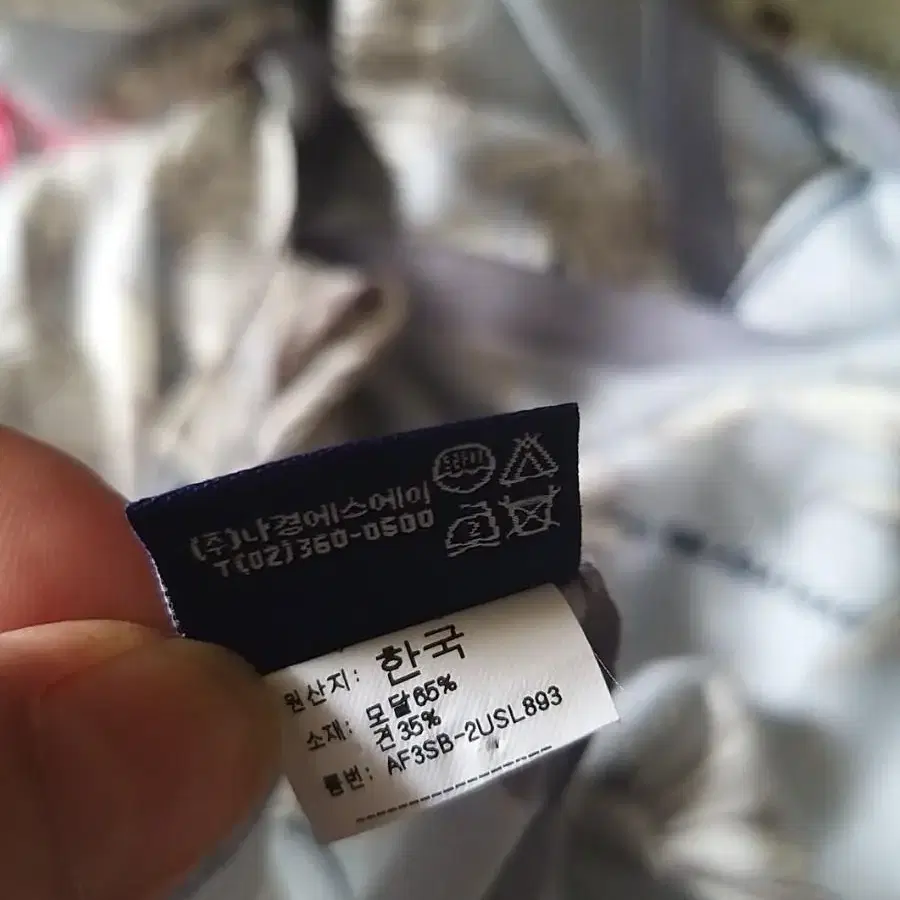 (주)나경에스에이
T(02)360-0500
원산지: 한국
소재: 모달65%
견35%
품번: AF3SB-2USL893